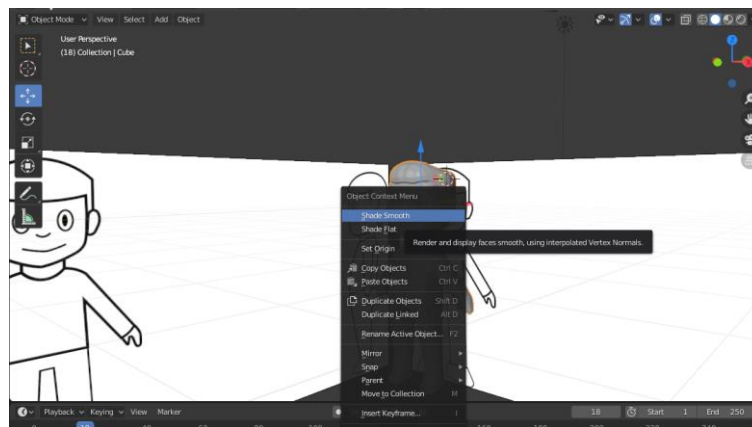 Object Mode View Select Add Object
User Perspective
(18) Collection | Cube
Object Context Menu
Shade Smooth
Shade Flat
Render and display faces smooth, using interpolated Vertex Normals.
Set Origin
Copy Objects Ctrl C
Paste Objects Ctrl V
Duplicate Objects Shift D
Duplicate Linked Alt D
Rename Active Object... F2
Mirror
Snap
Parent
Move to Collection M
Insert Keyframe... I
Playback Keying View Marker 18 Start 1 End 250